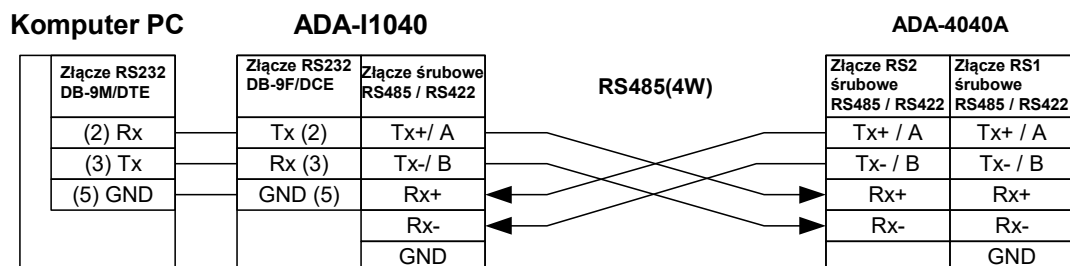 Komputer PC
ADA-I1040
ADA-4040A
Złącze RS232
DB-9M/DTE
(2) Rx
(3) Tx
(5) GND
Złącze RS232
DB-9F/DCE
Tx (2)
Rx (3)
GND (5)
Złącze śrubowe
RS485 / RS422
Tx+/ A
Tx-/ B
Rx+
Rx-
GND
RS485(4W)
Złącze RS2
śrubowe
RS485 / RS422
Tx+ / A
Tx- / B
Rx+
Rx-
Złącze RS1
śrubowe
RS485 / RS422
Tx+ / A
Tx- / B
Rx+
Rx-
GND